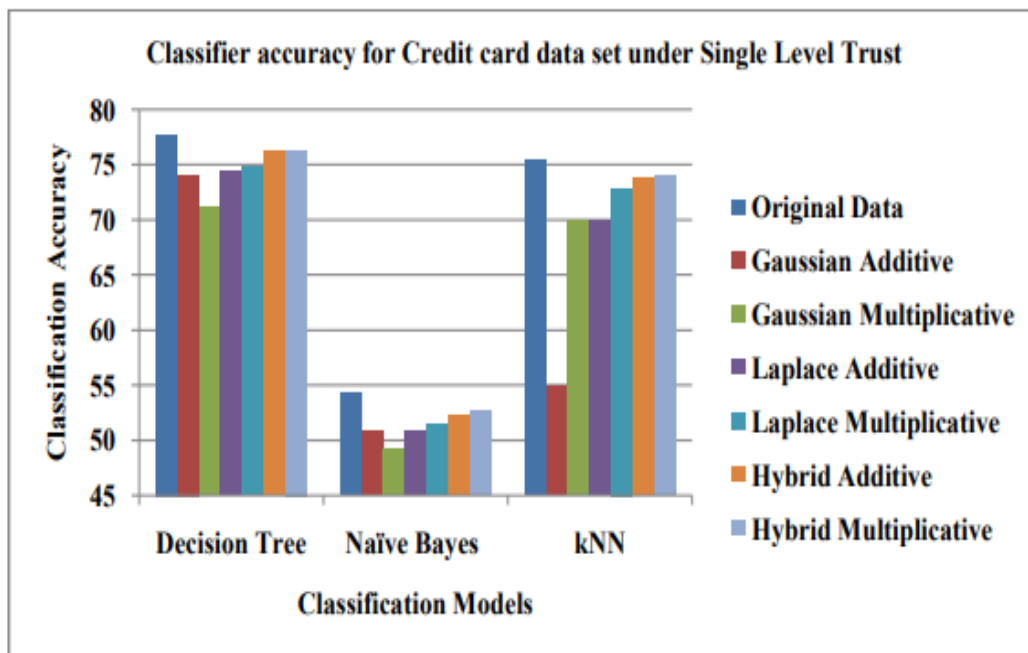 Classifier accuracy for Credit card data set under Single Level Trust
Classification Accuracy
80
75
70
65
60
55
50
45
Decision Tree
Naïve Bayes
kNN
Classification Models
Original Data
Gaussian Additive
Gaussian Multiplicative
Laplace Additive
Laplace Multiplicative
Hybrid Additive
Hybrid Multiplicative